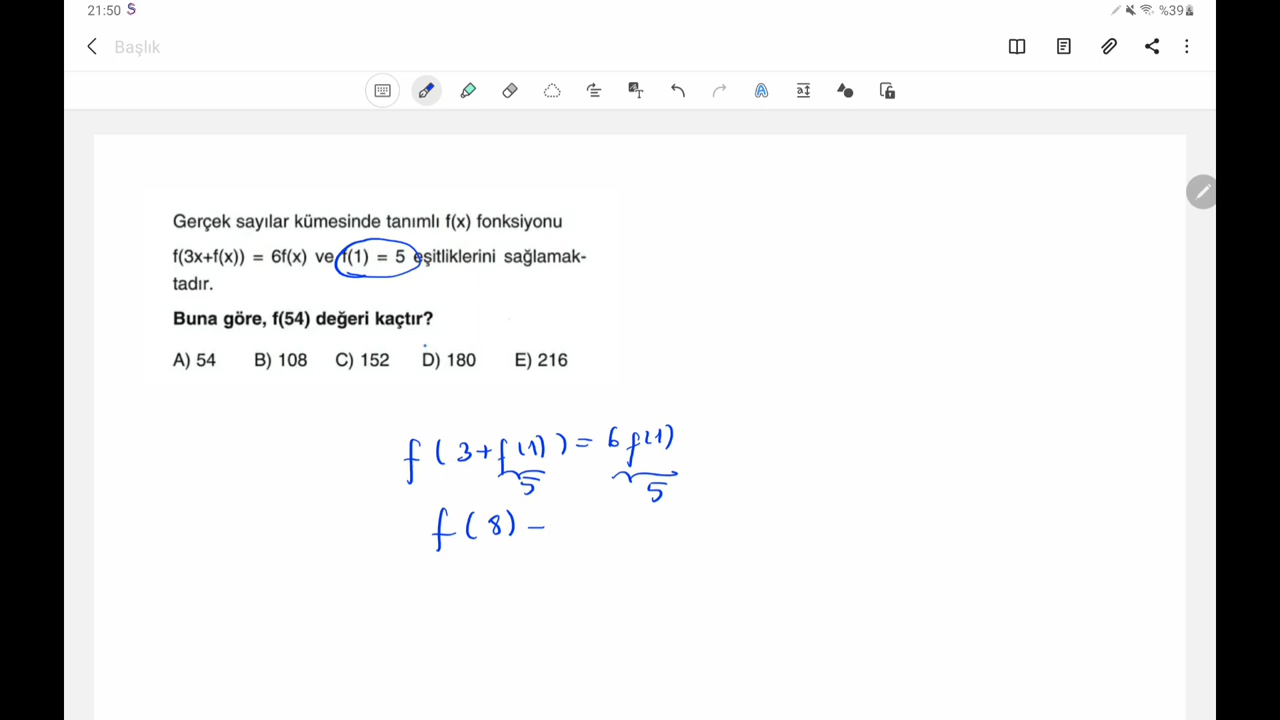 21:50 S
%39
Başlık
Gerçek sayılar kümesinde tanımlı f(x) fonksiyonu
f(3x+f(x)) = 6f(x) ve f(1) = 5 eşitliklerini sağlamak-
tadır.
Buna göre, f(54) değeri kaçtır?
A) 54 B) 108 C) 152 D) 180 E) 216
f(3+f(1)) = 6f(1)
5 5
f(8) –